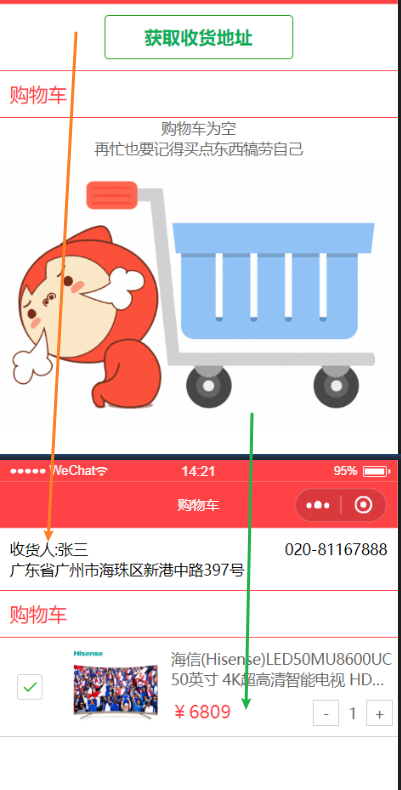 获取收货地址
购物车
购物车为空
再忙也要记得买点东西犒劳自己
WeChat 14:21 95%
购物车
收货人:张三 020-81167888
广东省广州市海珠区新港中路397号
购物车
Hisense
海信(Hisense)LED50MU8600UC
50英寸 4K超高清智能电视 HD...
¥ 6809 - 1 +